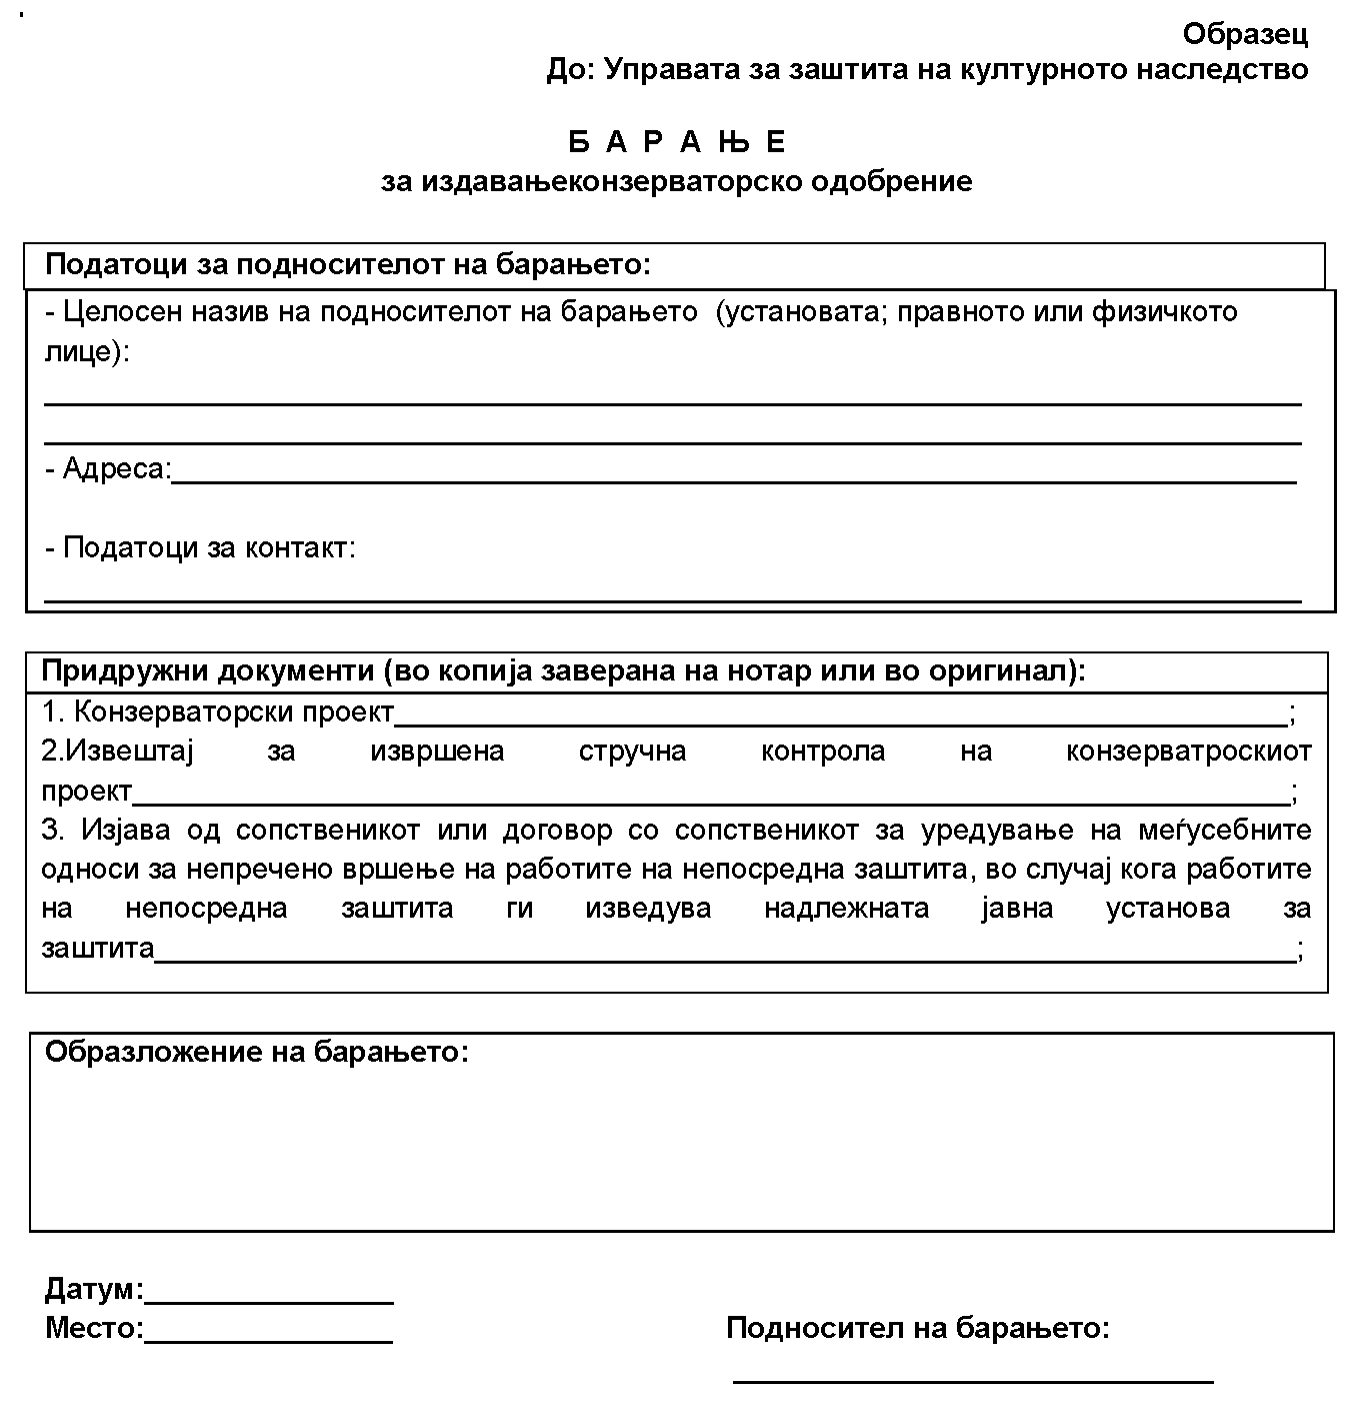 Образец
До: Управата за заштита на културното наследство
Б А Р А Њ Е
за издавањеконзерваторско одобрение
Податоци за подносителот на барањето:
- Целосен назив на подносителот на барањето (установата; правното или физичкото
лице):
- Адреса:
- Податоци за контакт:
Придружни документи (во копија заверана на нотар или во оригинал):
1. Конзерваторски проект ;
2.Извештај за извршена стручна контрола на конзерватроскиот
проект ;
3. Изјава од сопственикот или договор со сопственикот за уредување на меѓусебните
односи за непречено вршење на работите на непосредна заштита, во случај кога работите
на непосредна заштита ги изведува надлежната јавна установа за
заштита ;
Образложение на барањето:
Датум:
Место: Подносител на барањето: